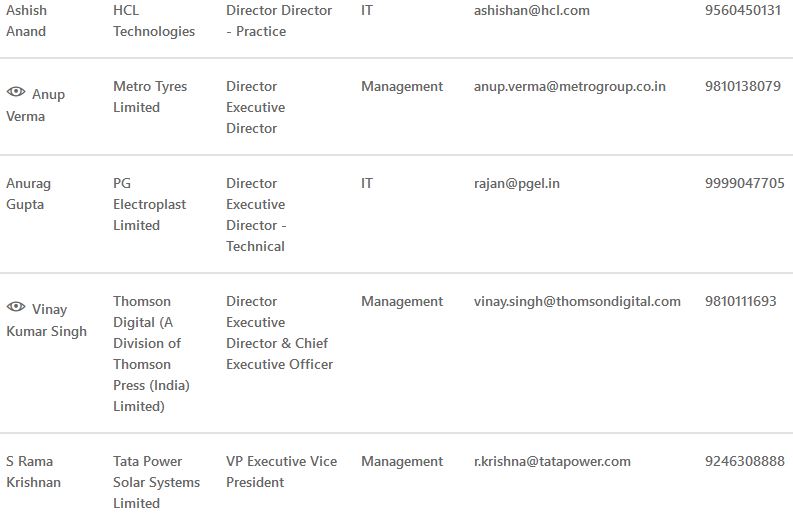 Ashish HCL Director Director IT ashishan@hcl.com 9560450131
Anand Technologies - Practice
Anup Metro Tyres Director Management anup.verma@metrogroup.co.in 9810138079
Verma Limited Executive
Director
Anurag PG Director IT rajan@pgel.in 9999047705
Gupta Electroplast Executive
Limited Director -
Technical
Vinay Thomson Director Management vinay.singh@thomsondigital.com 9810111693
Kumar Singh Digital (A Executive
Division of Director & Chief
Thomson Executive Officer
Press (India)
Limited)
S Rama Tata Power VP Executive Vice Management r.krishna@tatapower.com 9246308888
Krishnan Solar Systems President
Limited